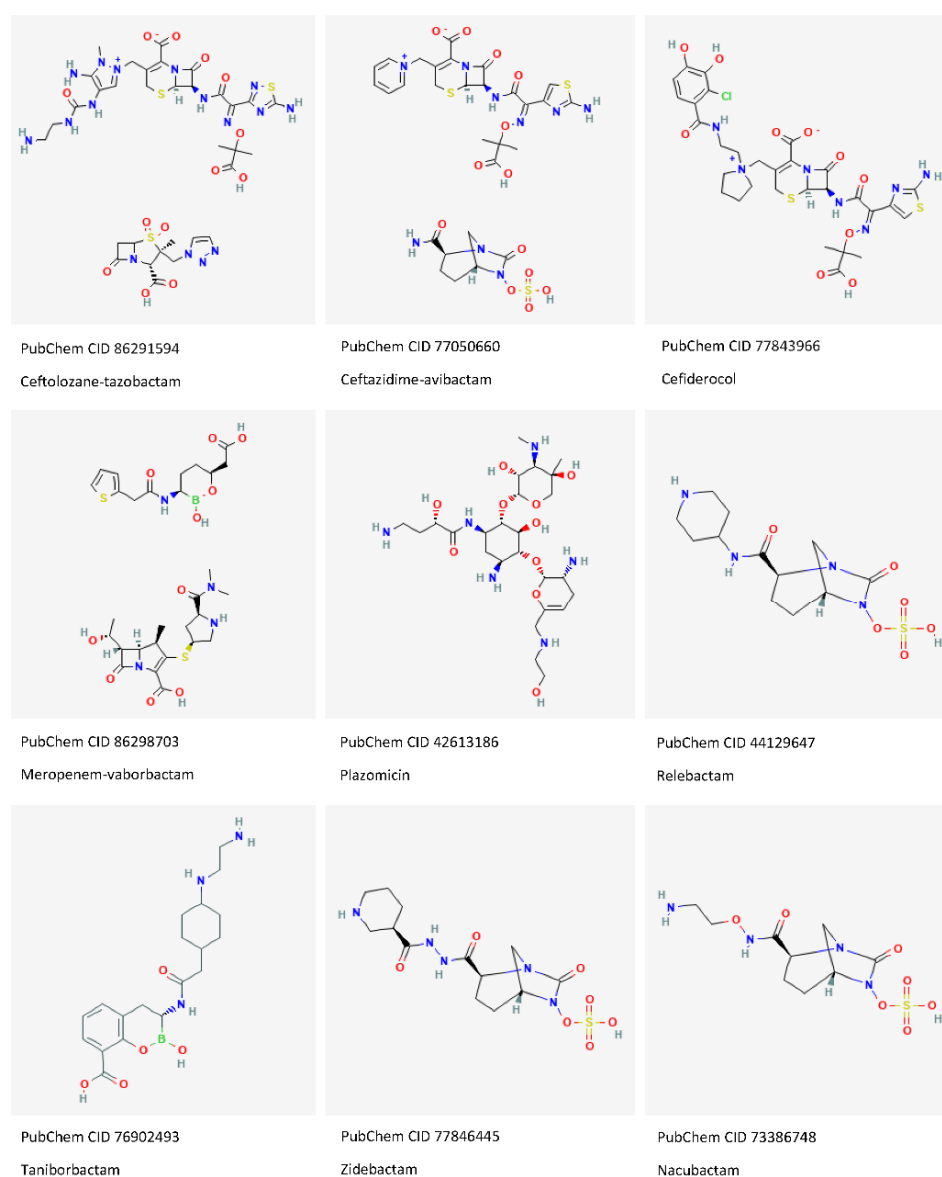 PubChem CID 86291594
Ceftolozane-tazobactam
PubChem CID 77050660
Ceftazidime-avibactam
PubChem CID 77843966
Cefiderocol
PubChem CID 86298703
Meropenem-vaborbactam
PubChem CID 42613186
Plazomicin
PubChem CID 44129647
Relebactam
PubChem CID 76902493
Taniborbactam
PubChem CID 77846445
Zidebactam
PubChem CID 73386748
Nacubactam